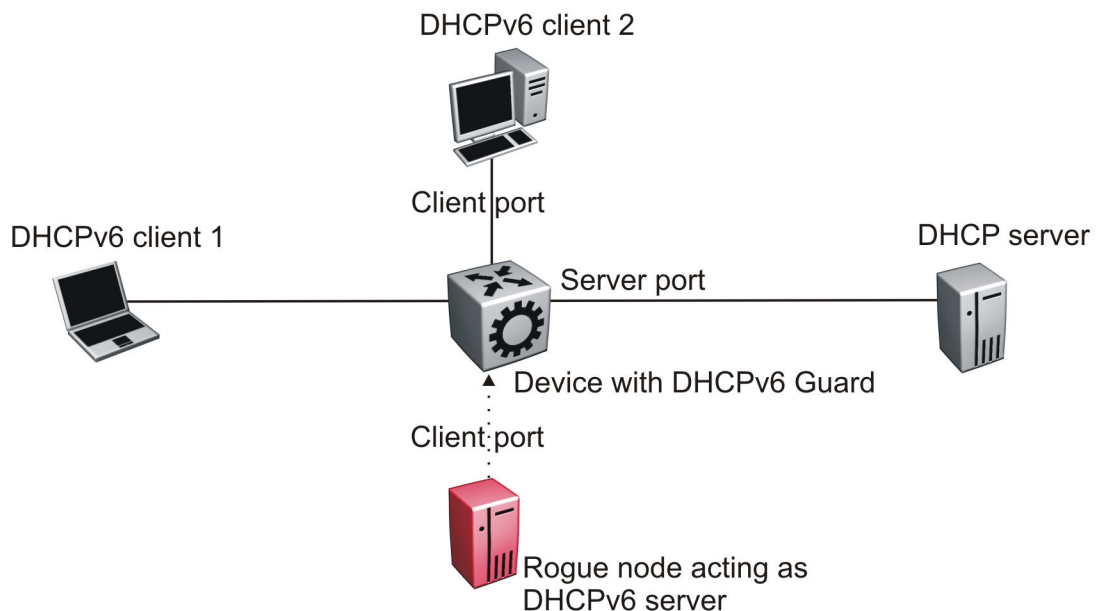 DHCPv6 client 2
Client port
DHCPv6 client 1
DHCP server
Server port
Device with DHCPv6 Guard
Client port
Rogue node acting as
DHCPv6 server